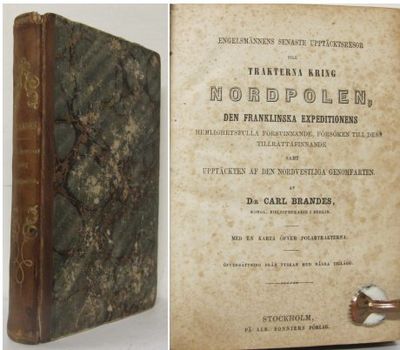 ENGELSMÄNNENS SENASTE UPPTÄCKTSRESOR
TILL
TRAKTERNA KRING
NORDPOLEN,
DEN FRANKLINSKA EXPEDITIONENS
HEMLIGHETSFULLA FÖRSVINNANDE, FÖRSÖKEN TILL DESS
TILLRÄTTAFINNANDE
SAMT
UPPTÄCKTEN AF DEN NORDVESTLIGA GENOMFARTEN.
AF
D:R CARL BRANDES,
KONGL. BIBLIOTHEKARIE I BERLIN.
MED EN KARTA ÖFVER POLARTRAKTERNA.
ÖFVERSÄTTNING FRÅN TYSKAN MED NÅGRA TILLÄGG.
STOCKHOLM,
PÅ ALB. BONNIERS FÖRLAG.